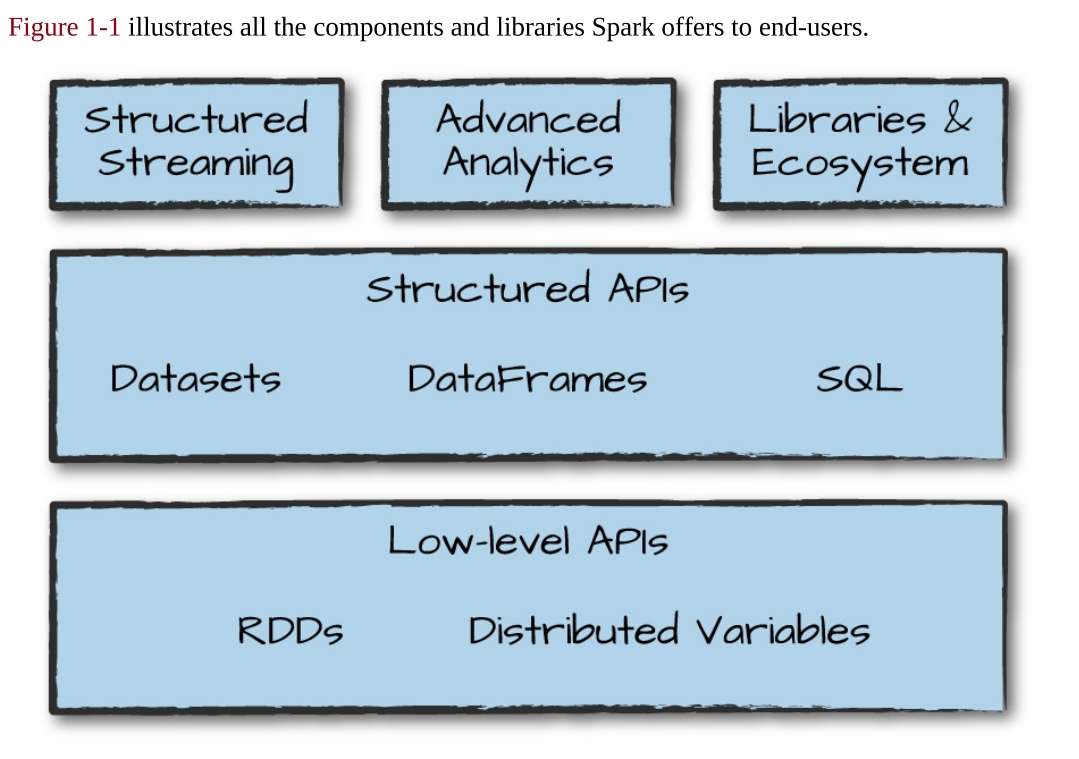 Figure 1-1 illustrates all the components and libraries Spark offers to end-users.
Structured
Streaming
Advanced
Analytics
Libraries &
Ecosystem
Structured APIs
Datasets
DataFrames
SQL
Low-level APIs
RDDs
Distributed Variables